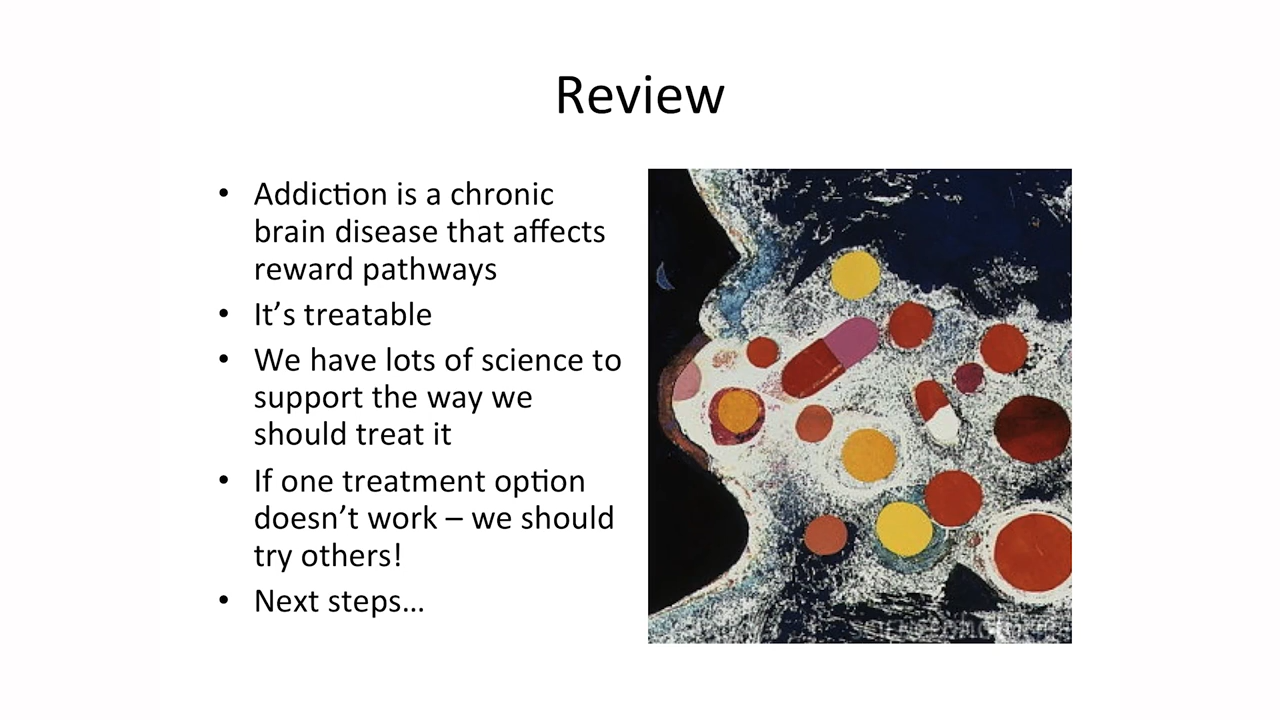 Review
• Addiction is a chronic
brain disease that affects
reward pathways
• It’s treatable
• We have lots of science to
support the way we
should treat it
• If one treatment option
doesn’t work – we should
try others!
• Next steps…